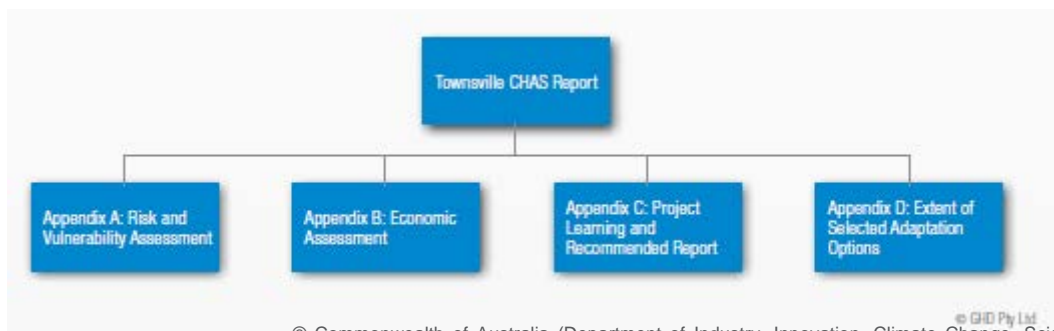 Townsville CHAS Report
Appendix A: Risk and
Vulnerability Assessment
Appendix B: Economic
Assessment
Appendix C: Project
Learning and
Recommended Report
Appendix D: Extent of
Selected Adaptation
Options
© GHD Pty Ltd
© Commonwealth of Australia (Department of Industry, Innovation, Climate Change,